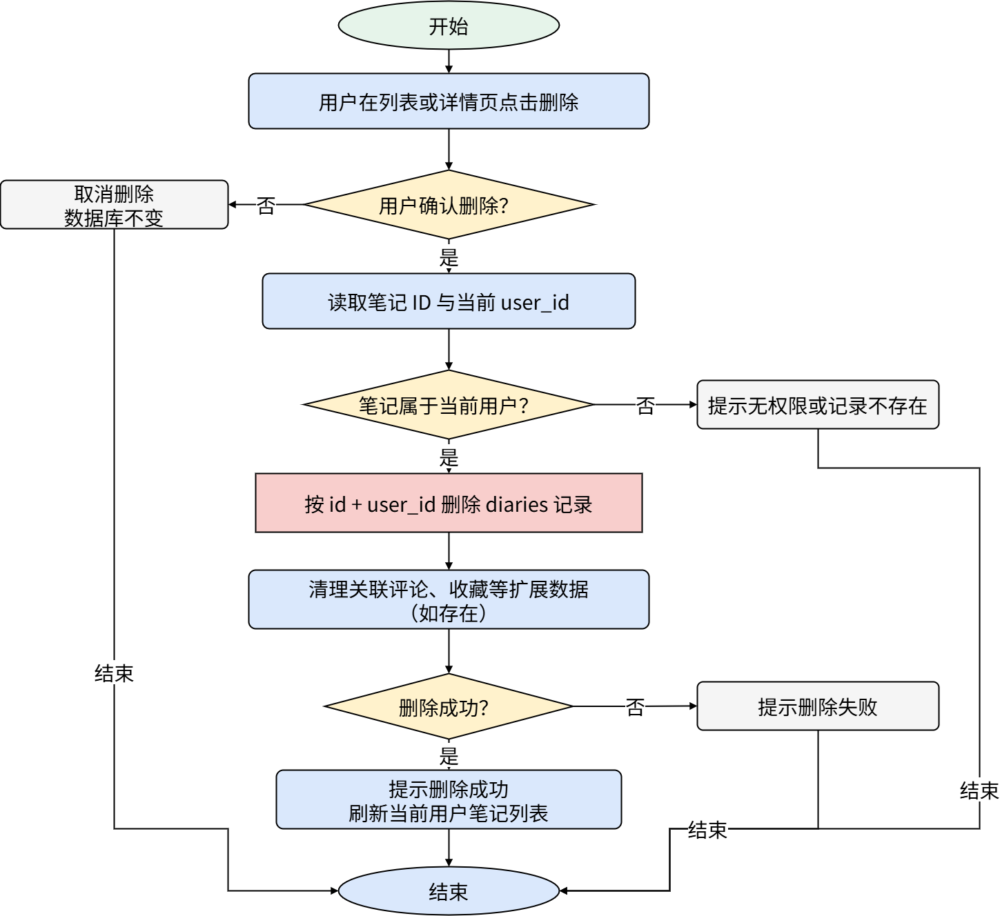 开始
用户在列表或详情页点击删除
用户确认删除？
否
取消删除
数据库不变
是
读取笔记 ID 与当前 user_id
笔记属于当前用户？
否
提示无权限或记录不存在
是
按 id + user_id 删除 diaries 记录
清理关联评论、收藏等扩展数据
（如存在）
结束
删除成功？
否
提示删除失败
是
提示删除成功
刷新当前用户笔记列表
结束
结束
结束